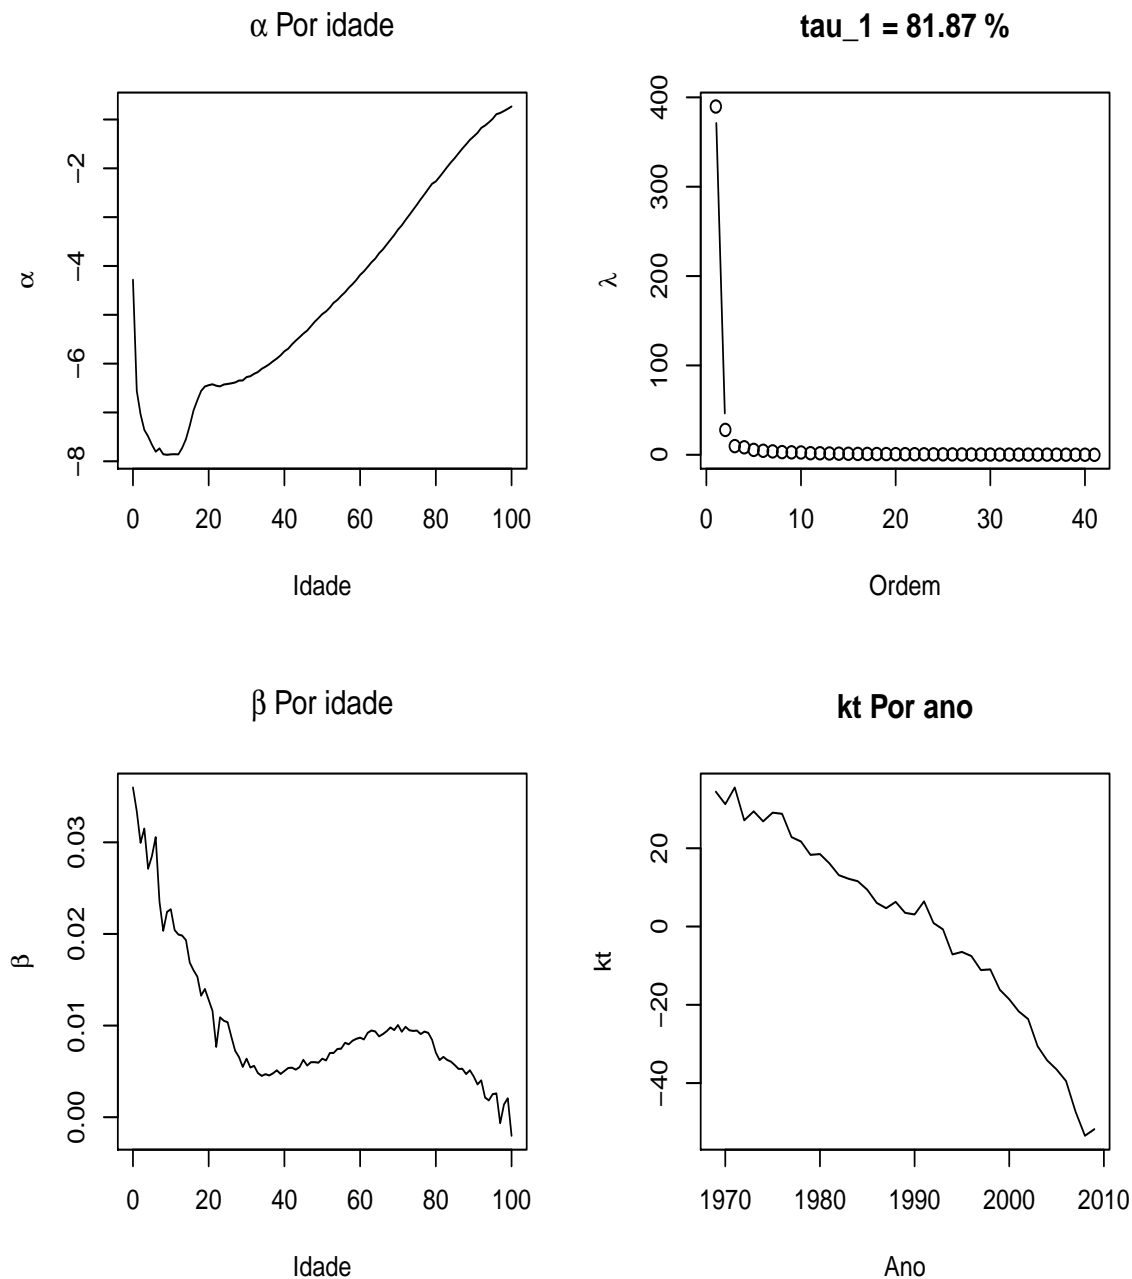 α Por idade
α
−8
−6
−4
−2
0 20 40 60 80 100
Idade
tau_1 = 81.87 %
λ
0
100
200
300
400
0 10 20 30 40
Ordem
β Por idade
β
0.00
0.01
0.02
0.03
0 20 40 60 80 100
Idade
kt Por ano
kt
−40
−20
0
20
1970 1980 1990 2000 2010
Ano